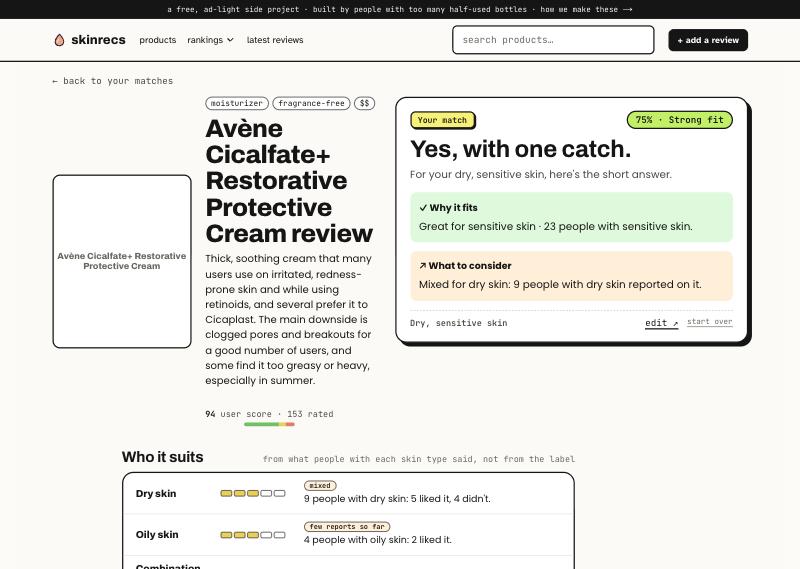 a free, ad-light side project · built by people with too many half-used bottles · how we make these →
skinrecs
products
rankings
latest reviews
search products…
+ add a review
← back to your matches
moisturizer
fragrance-free
$$
Avène
Cicalfate+
Restorative
Protective
Cream review
Avène Cicalfate+ Restorative
Protective Cream
Thick, soothing cream that many
users use on irritated, redness-
prone skin and while using
retinoids, and several prefer it to
Cicaplast. The main downside is
clogged pores and breakouts for
a good number of users, and
some find it too greasy or heavy,
especially in summer.
94 user score · 153 rated
Your match
75% · Strong fit
Yes, with one catch.
For your dry, sensitive skin, here's the short answer.
✓ Why it fits
Great for sensitive skin · 23 people with sensitive skin.
↗ What to consider
Mixed for dry skin: 9 people with dry skin reported on it.
Dry, sensitive skin
edit ↗
start over
Who it suits
from what people with each skin type said, not from the label
Dry skin
mixed
9 people with dry skin: 5 liked it, 4 didn't.
Oily skin
few reports so far
4 people with oily skin: 2 liked it.
Combination